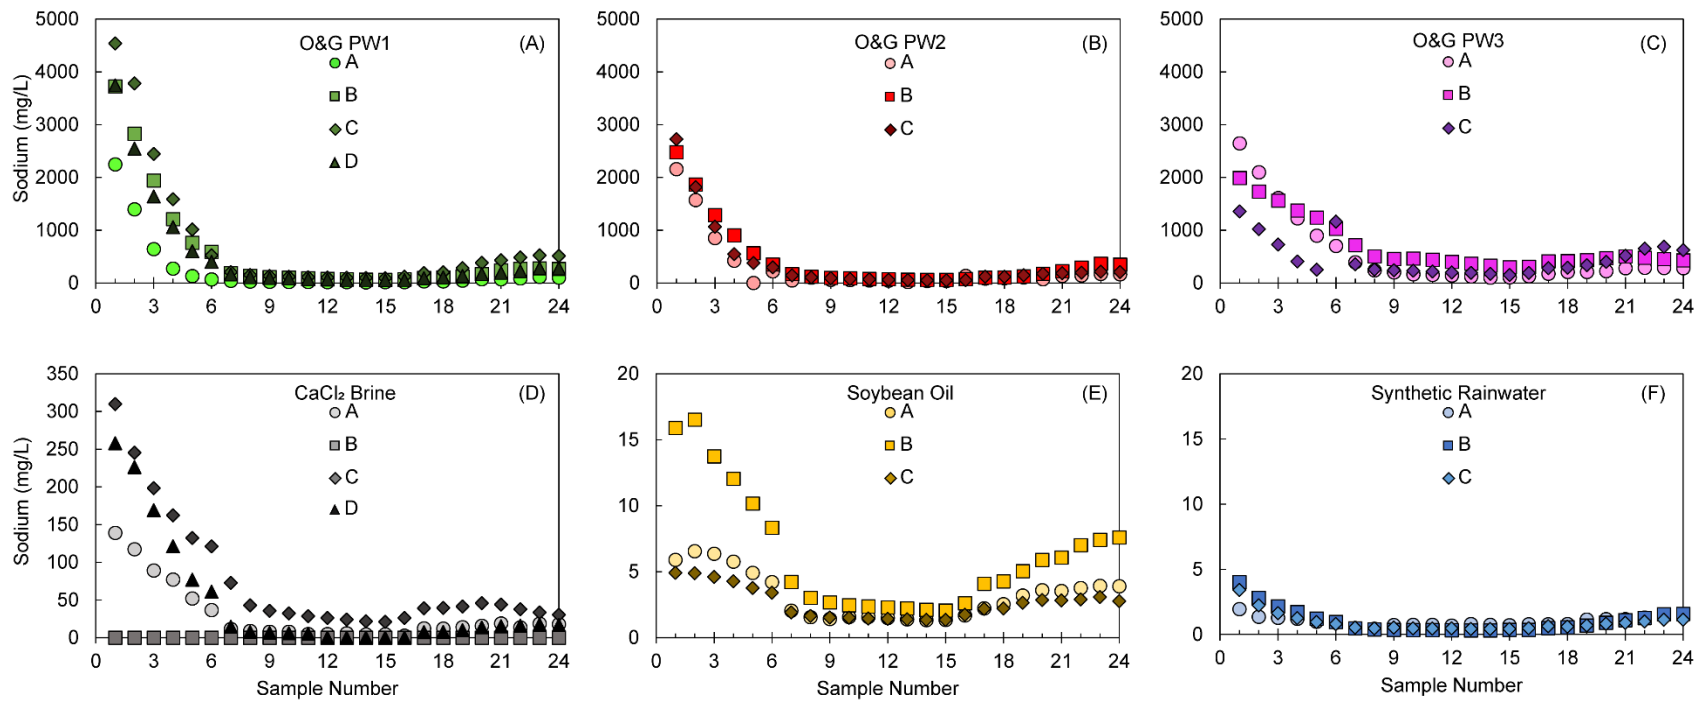 O&G PW1
(A)
A
B
C
D
Sodium (mg/L)
5000
4000
3000
2000
1000
0
0 3 6 9 12 15 18 21 24
O&G PW2
(B)
A
B
C
5000
4000
3000
2000
1000
0
0 3 6 9 12 15 18 21 24
O&G PW3
(C)
A
B
C
5000
4000
3000
2000
1000
0
0 3 6 9 12 15 18 21 24
CaCl₂ Brine
(D)
A
B
C
D
Sodium (mg/L)
350
300
250
200
150
100
50
0
0 3 6 9 12 15 18 21 24
Sample Number
Soybean Oil
(E)
A
B
C
20
15
10
5
0
0 3 6 9 12 15 18 21 24
Sample Number
Synthetic Rainwater
(F)
A
B
C
20
15
10
5
0
0 3 6 9 12 15 18 21 24
Sample Number